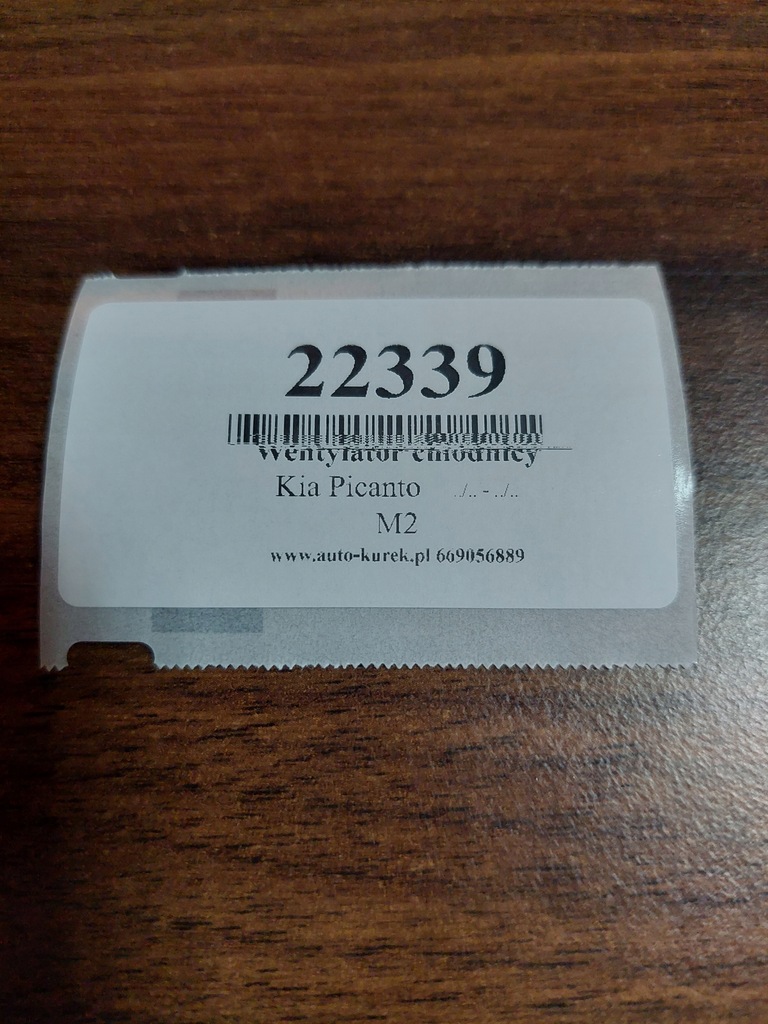 22339
Wentylator chłodnicy
Kia Picanto ./.. - ../..
M2
www.auto-kurek.pl 669056889